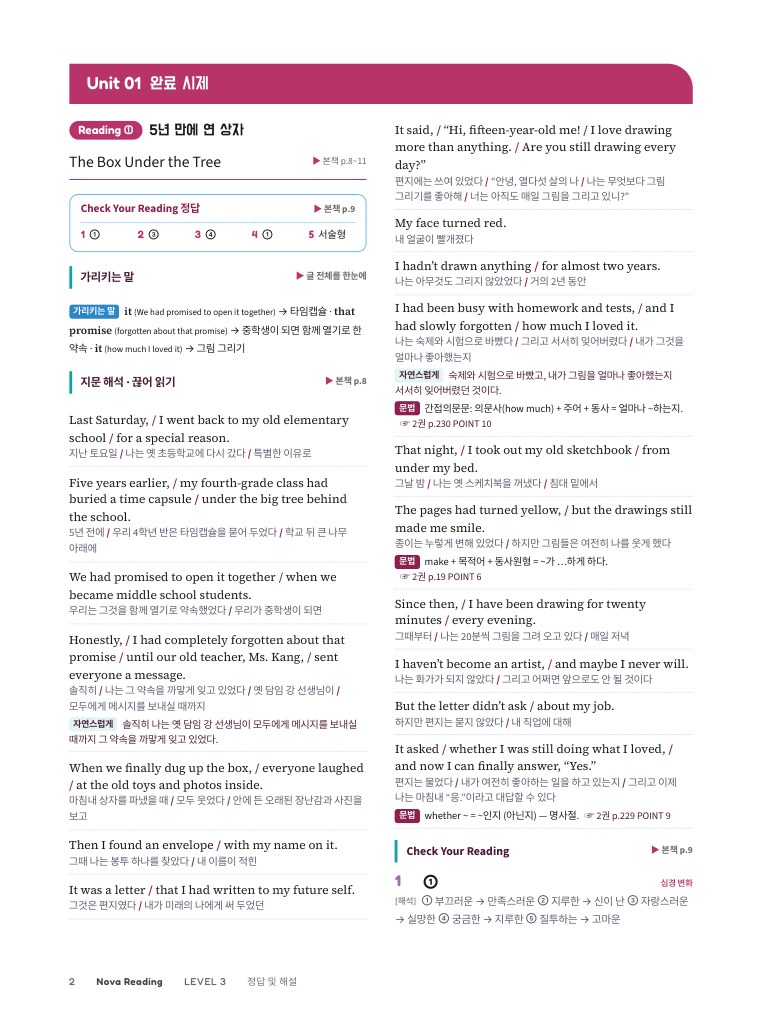 Unit 01 완료 시제
Reading ① 5년 만에 연 상자
The Box Under the Tree ▶ 본책 p.8~11
Check Your Reading 정답 ▶ 본책 p.9
1 ① 2 ③ 3 ④ 4 ① 5 서술형
가리키는 말 ▶ 글 전체를 한눈에
가리키는 말 it (We had promised to open it together) → 타임캡슐 · that
promise (forgotten about that promise) → 중학생이 되면 함께 열기로 한
약속 · it (how much I loved it) → 그림 그리기
지문 해석 · 끊어 읽기 ▶ 본책 p.8
Last Saturday, / I went back to my old elementary
school / for a special reason.
지난 토요일 / 나는 옛 초등학교에 다시 갔다 / 특별한 이유로
Five years earlier, / my fourth-grade class had
buried a time capsule / under the big tree behind
the school.
5년 전에 / 우리 4학년 반은 타임캡슐을 묻어 두었다 / 학교 뒤 큰 나무
아래에
We had promised to open it together / when we
became middle school students.
우리는 그것을 함께 열기로 약속했었다 / 우리가 중학생이 되면
Honestly, / I had completely forgotten about that
promise / until our old teacher, Ms. Kang, / sent
everyone a message.
솔직히 / 나는 그 약속을 까맣게 잊고 있었다 / 옛 담임 강 선생님이 /
모두에게 메시지를 보내실 때까지
자연스럽게 솔직히 나는 옛 담임 강 선생님이 모두에게 메시지를 보내실
때까지 그 약속을 까맣게 잊고 있었다.
When we finally dug up the box, / everyone laughed
/ at the old toys and photos inside.
마침내 상자를 파냈을 때 / 모두 웃었다 / 안에 든 오래된 장난감과 사진을
보고
Then I found an envelope / with my name on it.
그때 나는 봉투 하나를 찾았다 / 내 이름이 적힌
It was a letter / that I had written to my future self.
그것은 편지였다 / 내가 미래의 나에게 써 두었던
It said, / “Hi, fifteen-year-old me! / I love drawing
more than anything. / Are you still drawing every
day?”
편지에는 쓰여 있었다 / “안녕, 열다섯 살의 나 / 나는 무엇보다 그림
그리기를 좋아해 / 너는 아직도 매일 그림을 그리고 있니?”
My face turned red.
내 얼굴이 빨개졌다
I hadn’t drawn anything / for almost two years.
나는 아무것도 그리지 않았었다 / 거의 2년 동안
I had been busy with homework and tests, / and I
had slowly forgotten / how much I loved it.
나는 숙제와 시험으로 바빴다 / 그리고 서서히 잊어버렸다 / 내가 그것을
얼마나 좋아했는지
자연스럽게 숙제와 시험으로 바빴고, 내가 그림을 얼마나 좋아했는지
서서히 잊어버렸던 것이다.
문법 간접의문문: 의문사(how much) + 주어 + 동사 = 얼마나 ~하는지.
☞ 2권 p.230 POINT 10
That night, / I took out my old sketchbook / from
under my bed.
그날 밤 / 나는 옛 스케치북을 꺼냈다 / 침대 밑에서
The pages had turned yellow, / but the drawings still
made me smile.
종이는 누렇게 변해 있었다 / 하지만 그림들은 여전히 나를 웃게 했다
문법 make + 목적어 + 동사원형 = ~가 …하게 하다.
☞ 2권 p.19 POINT 6
Since then, / I have been drawing for twenty
minutes / every evening.
그때부터 / 나는 20분씩 그림을 그려 오고 있다 / 매일 저녁
I haven’t become an artist, / and maybe I never will.
나는 화가가 되지 않았다 / 그리고 어쩌면 앞으로도 안 될 것이다
But the letter didn’t ask / about my job.
하지만 편지는 묻지 않았다 / 내 직업에 대해
It asked / whether I was still doing what I loved, /
and now I can finally answer, “Yes.”
편지는 물었다 / 내가 여전히 좋아하는 일을 하고 있는지 / 그리고 이제
나는 마침내 “응.”이라고 대답할 수 있다
문법 whether ~ = ~인지 (아닌지) — 명사절. ☞ 2권 p.229 POINT 9
Check Your Reading ▶ 본책 p.9
1 ① 심경 변화
[해석] ① 부끄러운 → 만족스러운 ② 지루한 → 신이 난 ③ 자랑스러운
→ 실망한 ④ 궁금한 → 지루한 ⑤ 질투하는 → 고마운
2 Nova Reading LEVEL 3 정답 및 해설